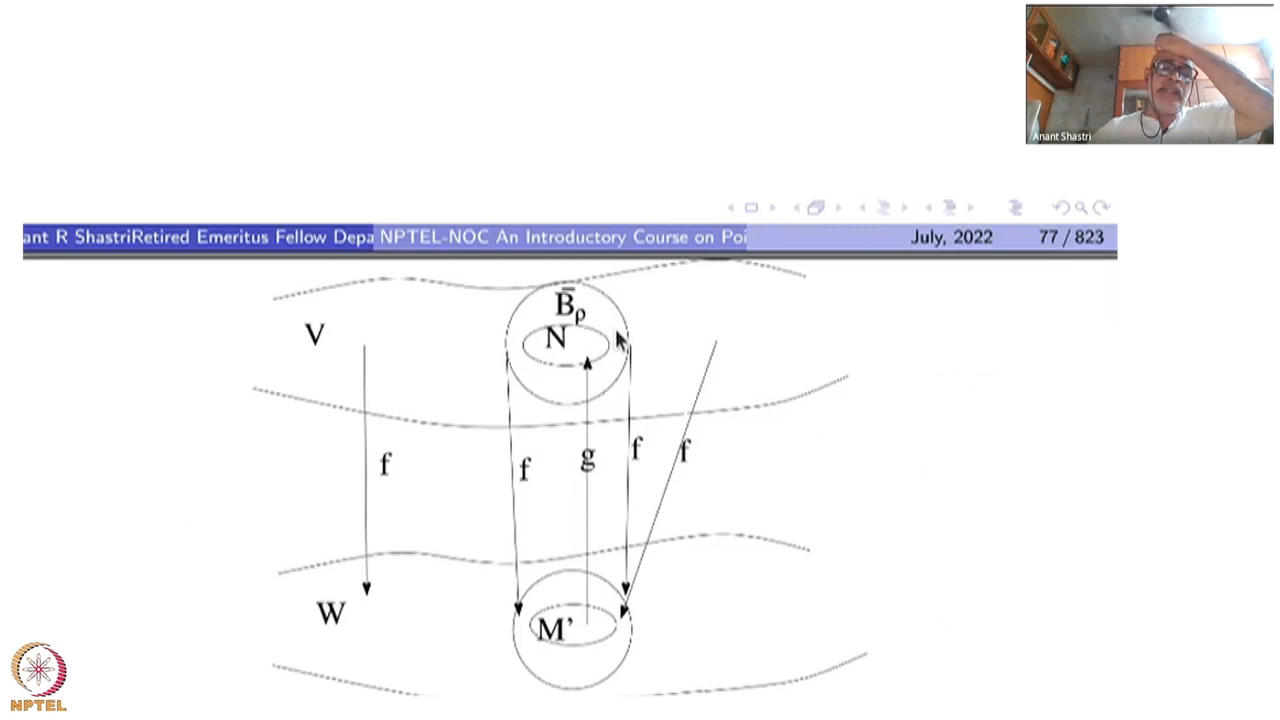 Anant Shastri
ant R ShastriRetired Emeritus Fellow Depa NPTEL-NOC An Introductory Course on Poi July, 2022 77 / 823
B̄ρ
V N
f f g f f
W M'
NPTEL